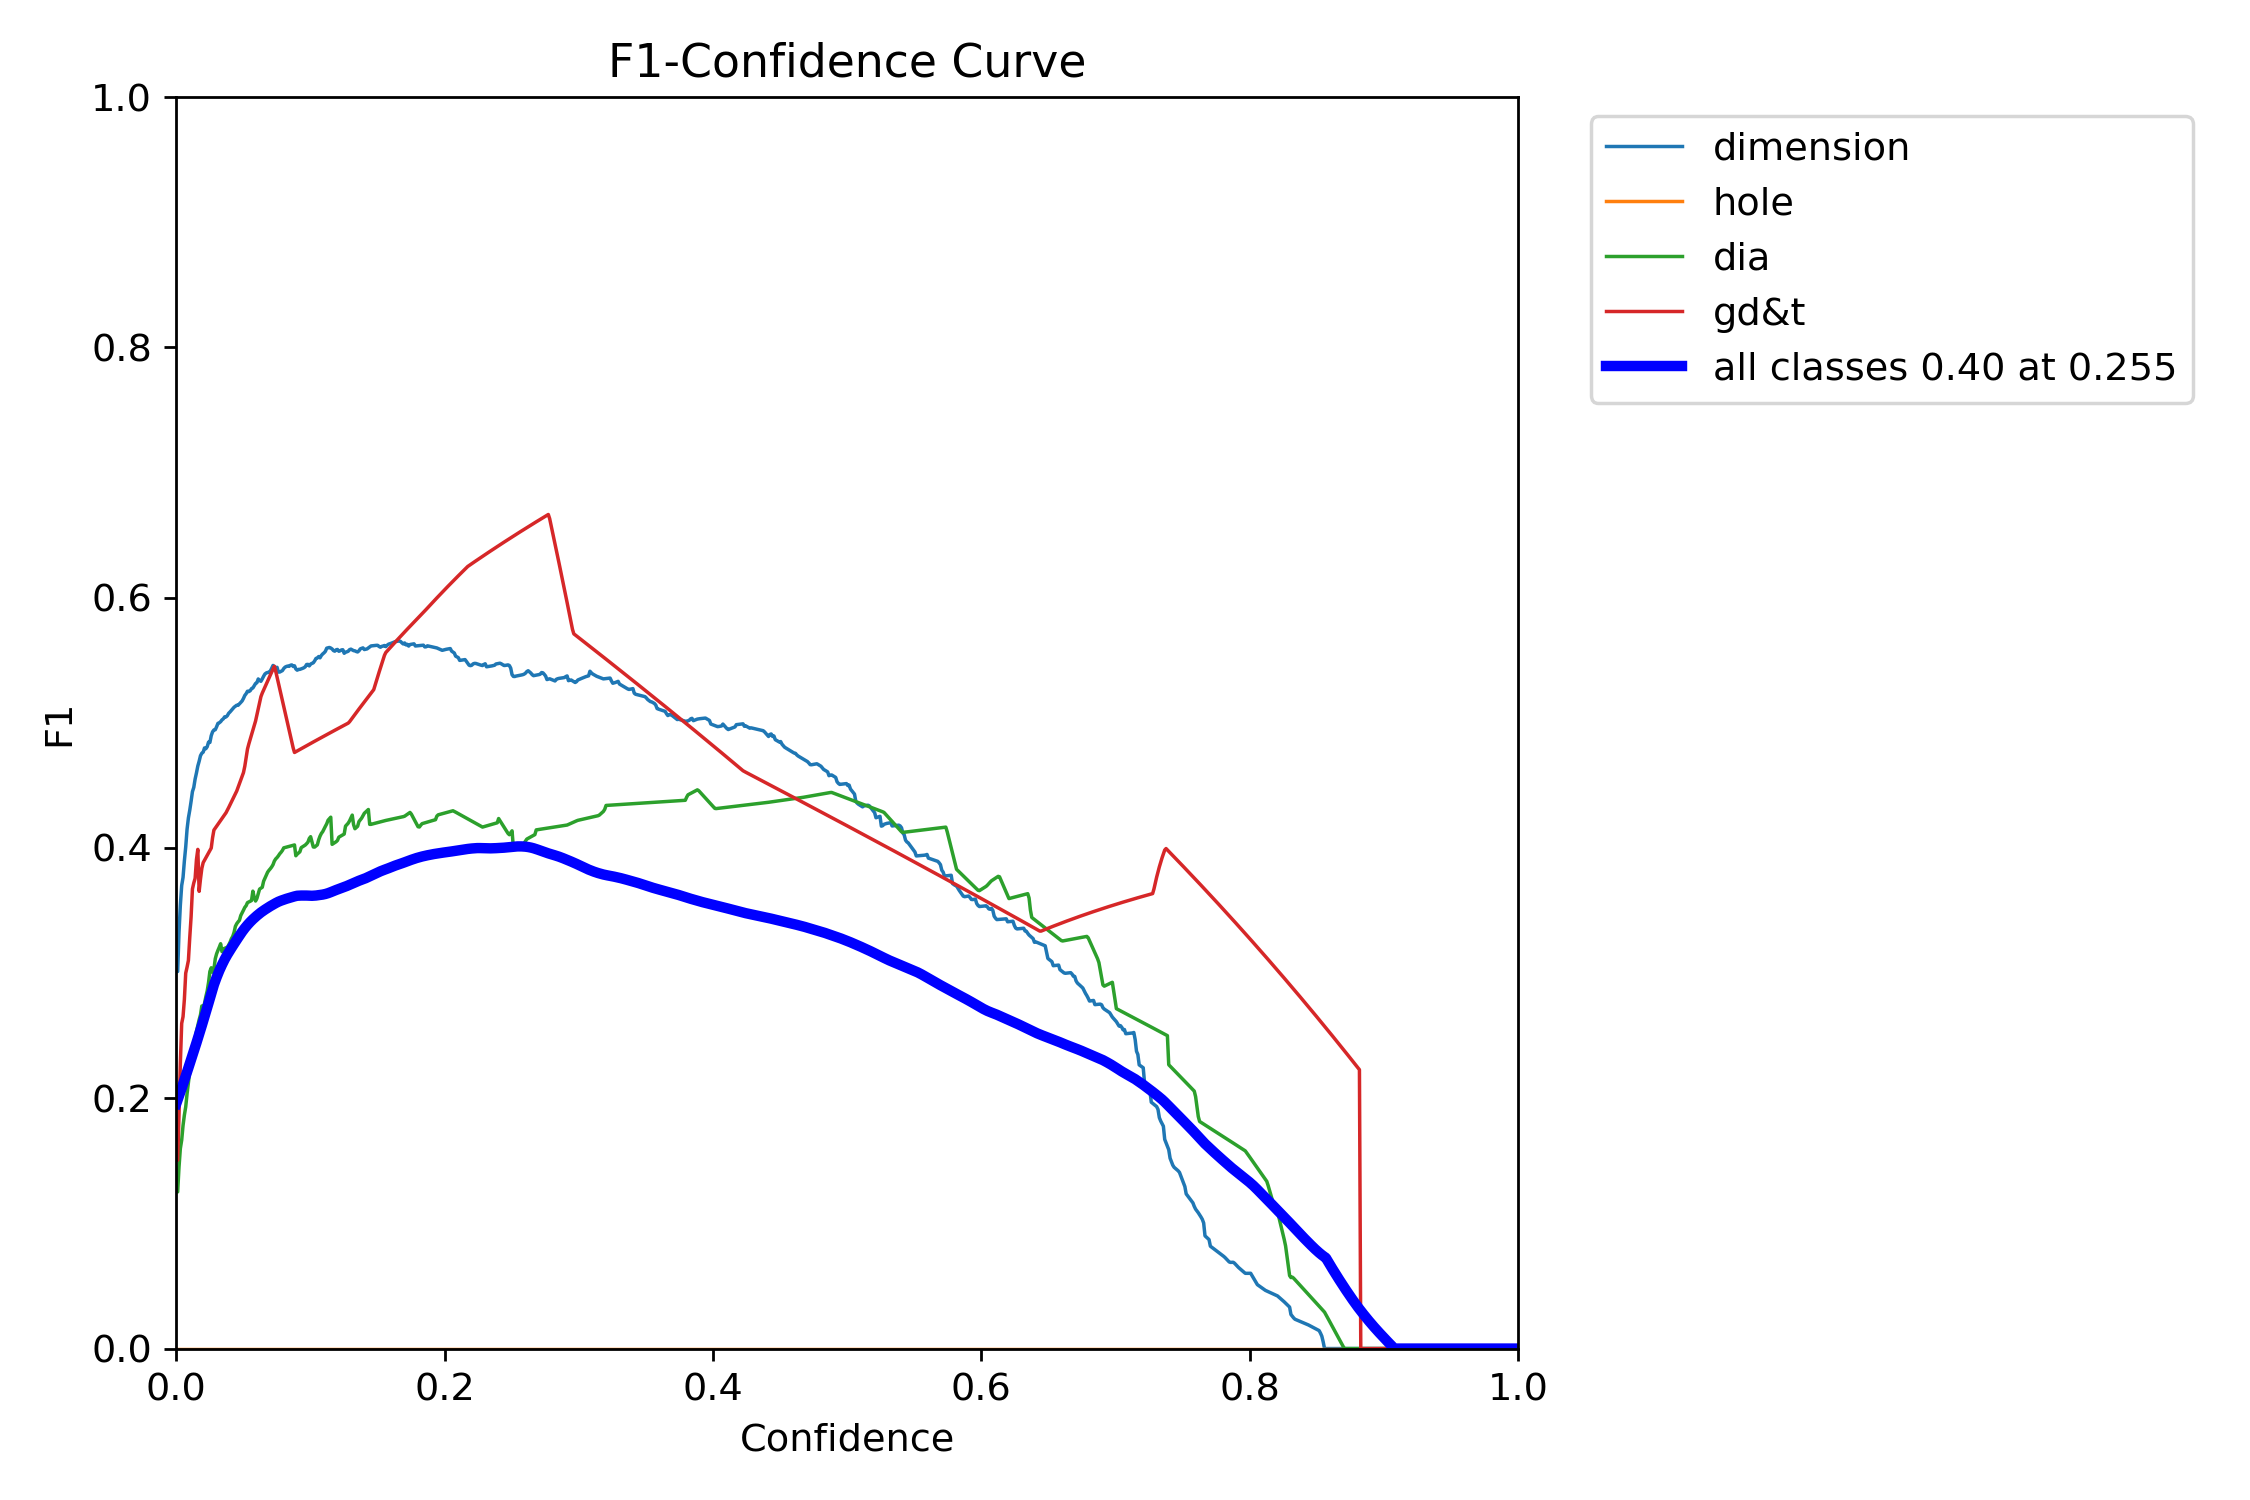 F1-Confidence Curve
1.0
0.8
0.6
0.4
0.2
0.0
F1
0.0 0.2 0.4 0.6 0.8 1.0
Confidence
dimension
hole
dia
gd&t
all classes 0.40 at 0.255